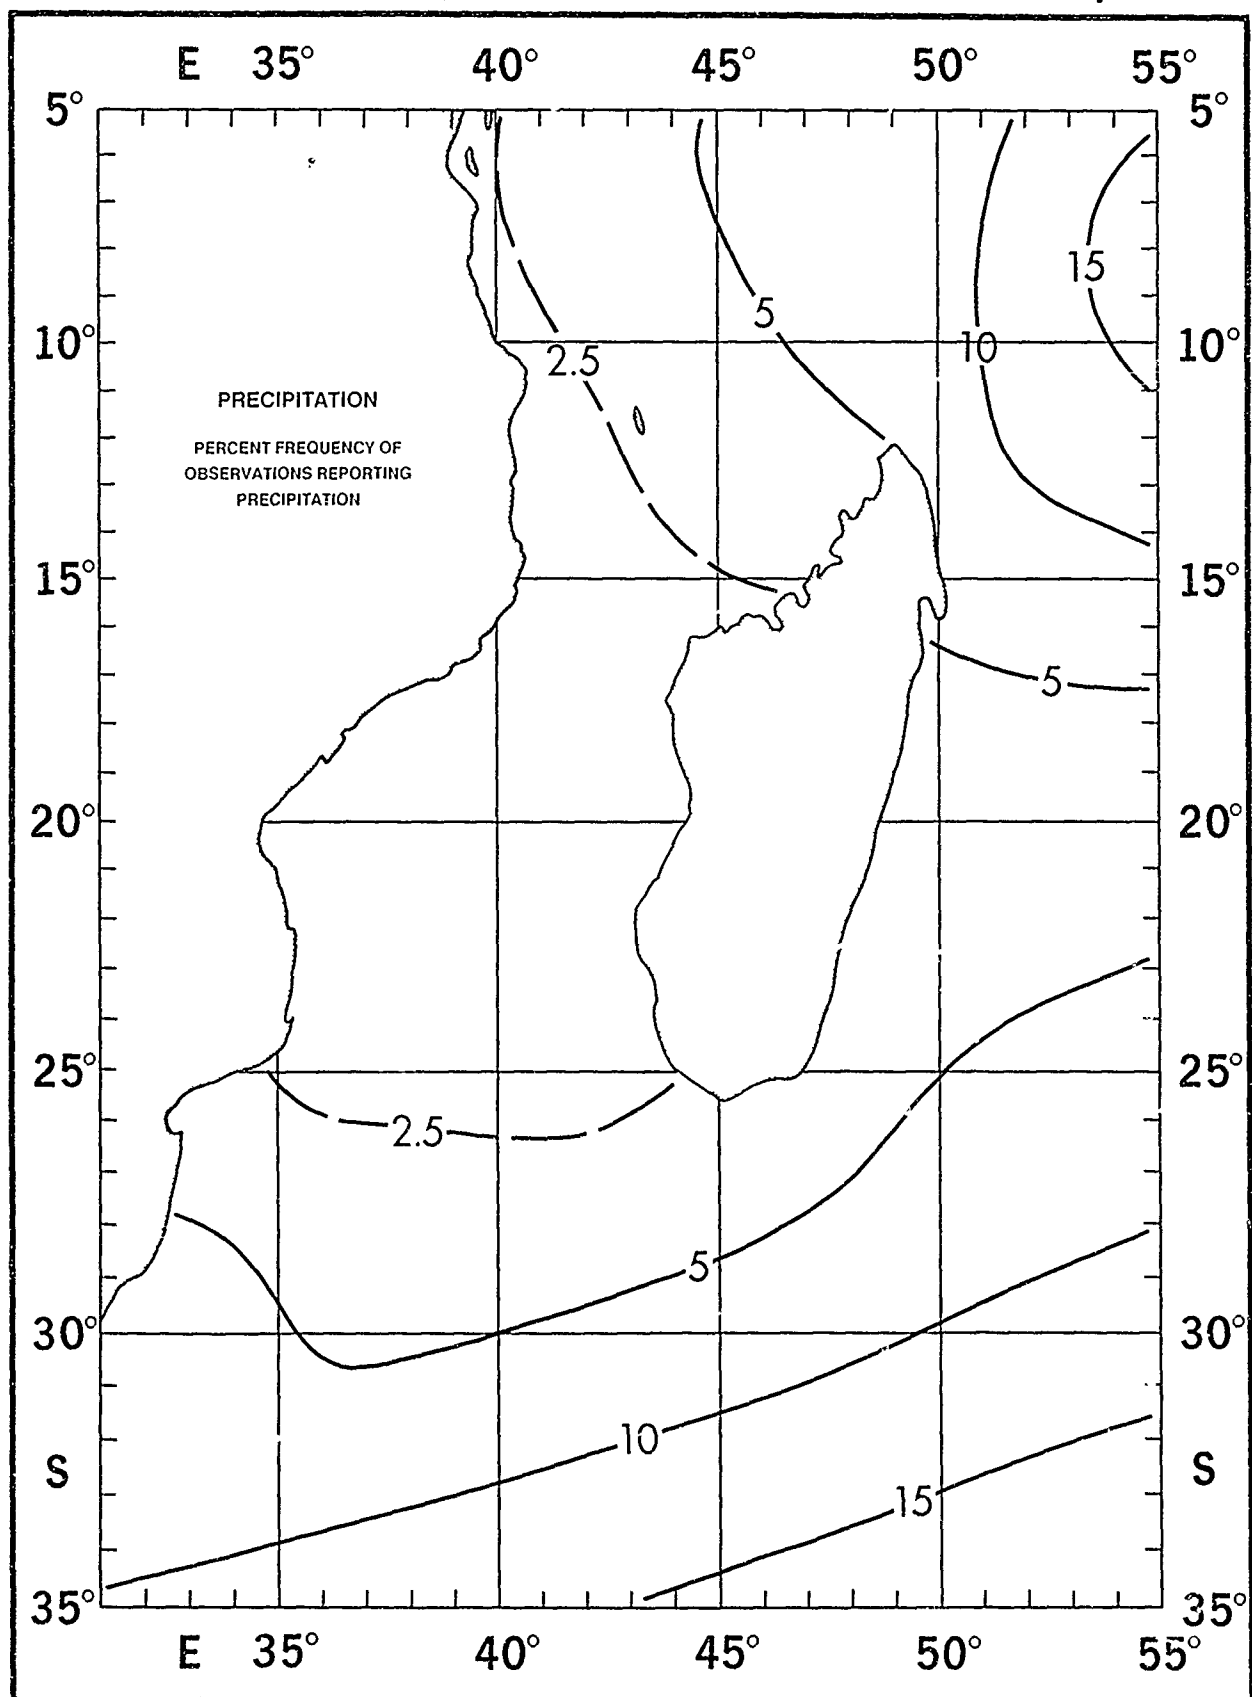 E 35° 40° 45° 50° 55°
5° 5°
15
5
10° 2.5 10 10°
PRECIPITATION
PERCENT FREQUENCY OF
OBSERVATIONS REPORTING
PRECIPITATION
15° 15°
5
20° 20°
25° 25°
2.5
5
30° 30°
10
S S
15
35° 35°
E 35° 40° 45° 50° 55°